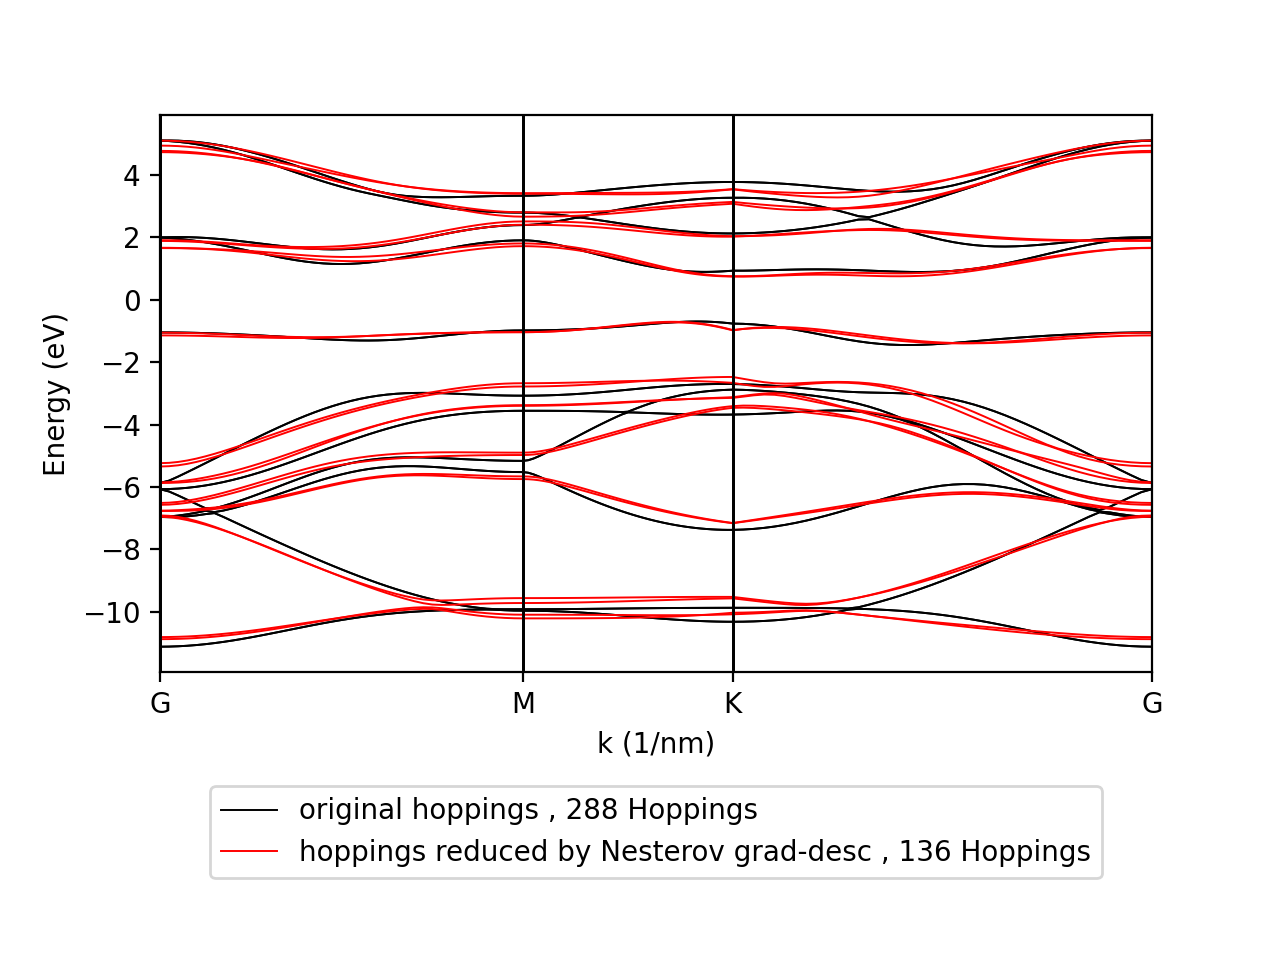 4
2
0
−2
−4
−6
−8
−10
Energy (eV)
G
M
K
G
k (1/nm)
original hoppings , 288 Hoppings
hoppings reduced by Nesterov grad-desc , 136 Hoppings